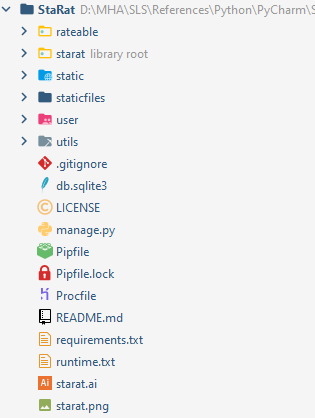 StaRat D:\MHA\SLS\References\Python\PyCharm\S
rateable
starat library root
static
staticfiles
user
utils
.gitignore
db.sqlite3
LICENSE
manage.py
Pipfile
Pipfile.lock
Procfile
README.md
requirements.txt
runtime.txt
starat.ai
starat.png